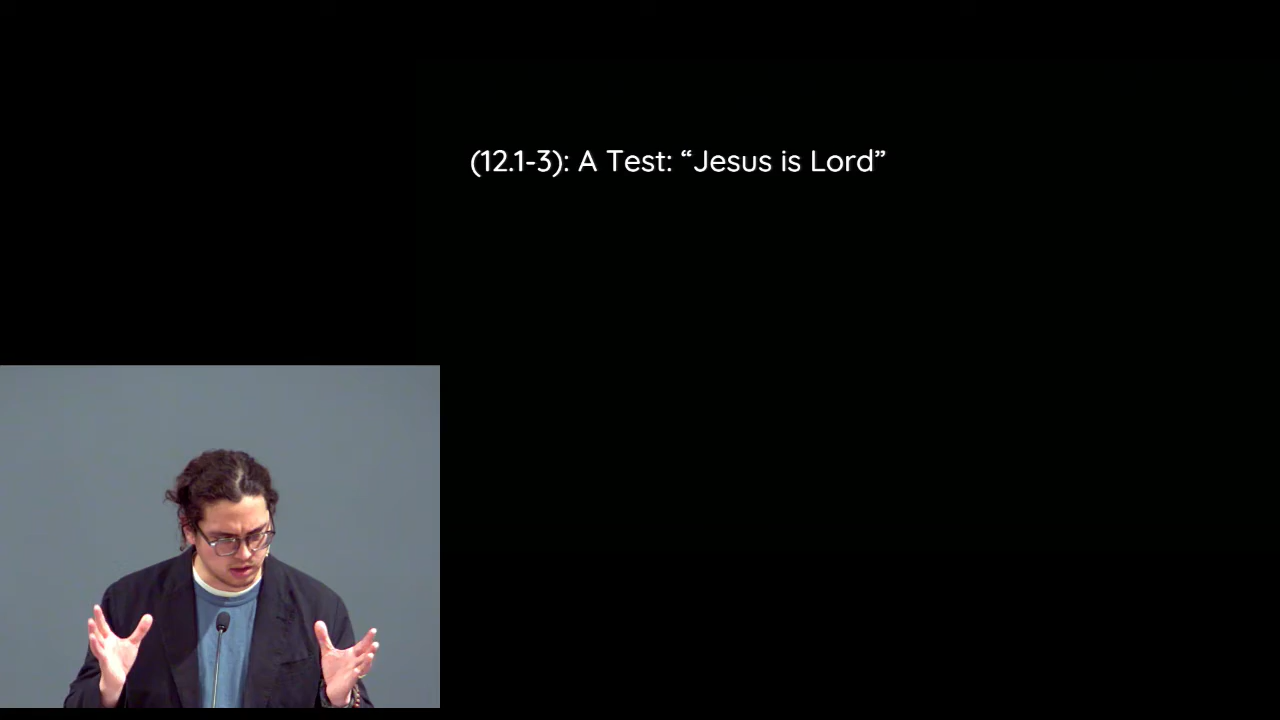 (12.1-3): A Test: “Jesus is Lord”